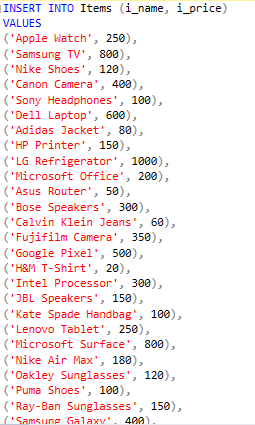 INSERT INTO Items (i_name, i_price)
VALUES
('Apple Watch', 250),
('Samsung TV', 800),
('Nike Shoes', 120),
('Canon Camera', 400),
('Sony Headphones', 100),
('Dell Laptop', 600),
('Adidas Jacket', 80),
('HP Printer', 150),
('LG Refrigerator', 1000),
('Microsoft Office', 200),
('Asus Router', 50),
('Bose Speakers', 300),
('Calvin Klein Jeans', 60),
('Fujifilm Camera', 350),
('Google Pixel', 500),
('H&M T-Shirt', 20),
('Intel Processor', 300),
('JBL Speakers', 150),
('Kate Spade Handbag', 100),
('Lenovo Tablet', 250),
('Microsoft Surface', 800),
('Nike Air Max', 180),
('Oakley Sunglasses', 120),
('Puma Shoes', 100),
('Ray-Ban Sunglasses', 150),
('Samsung Galaxy', 400),